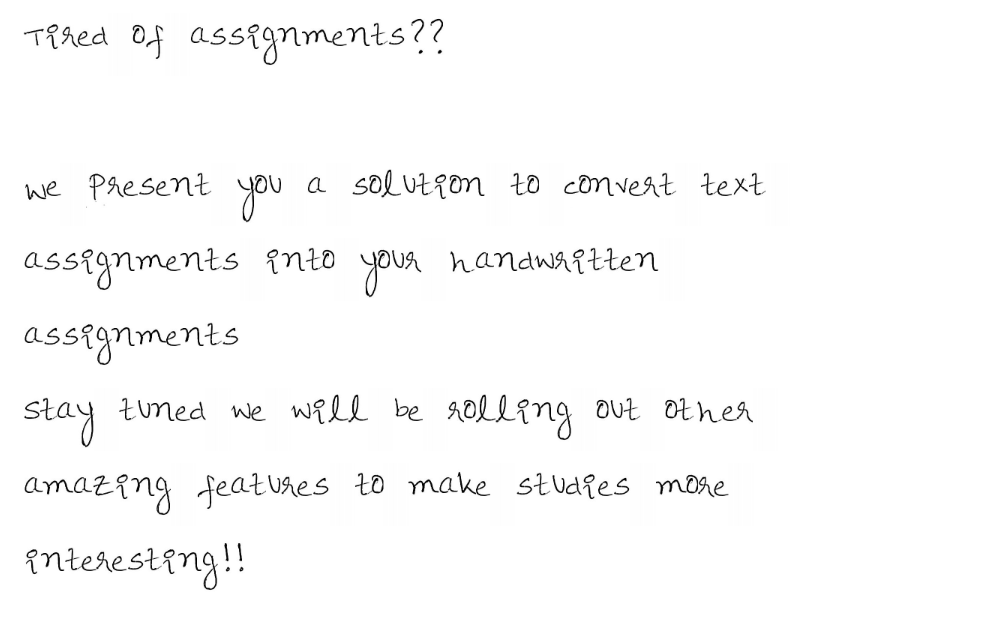 Tired of assignments??
we Present you a solution to convert text
assignments into your handwritten
assignments
stay tuned we will be rolling out other
amazing features to make studies more
interesting!!